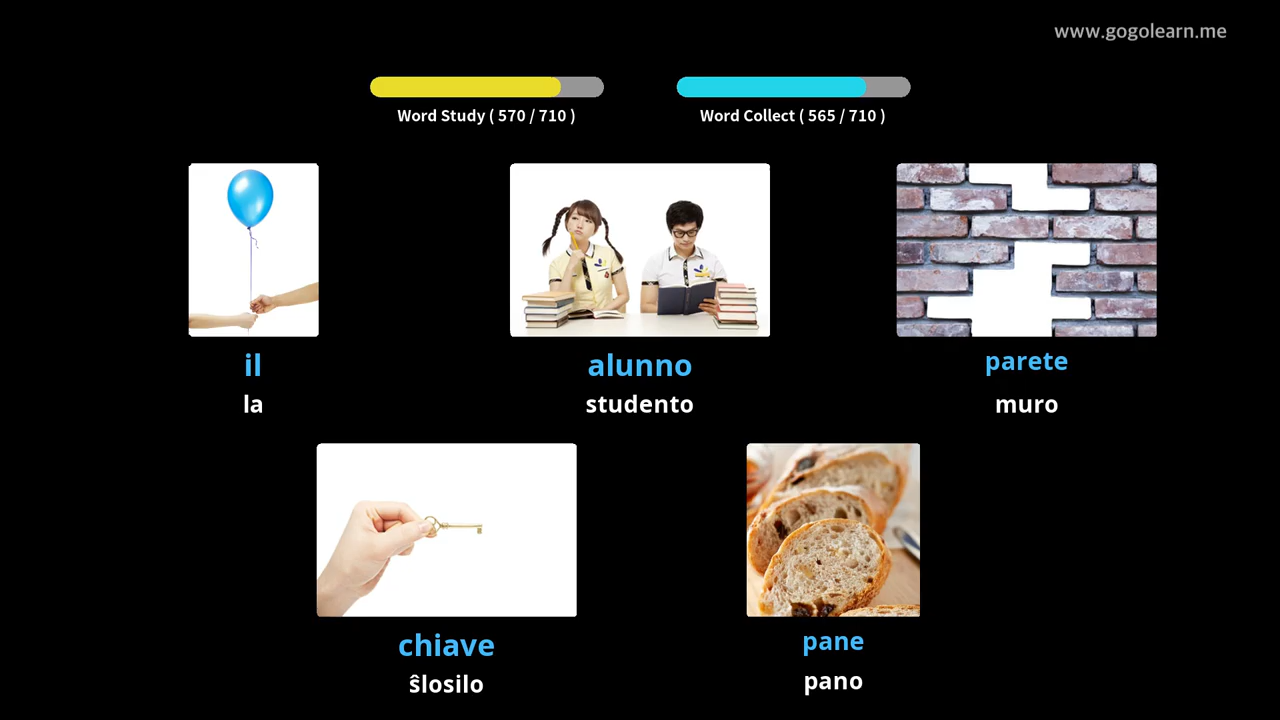 www.gogolearn.me
Word Study ( 570 / 710 )
Word Collect ( 565 / 710 )
il
la
alunno
studento
parete
muro
chiave
ŝlosilo
pane
pano